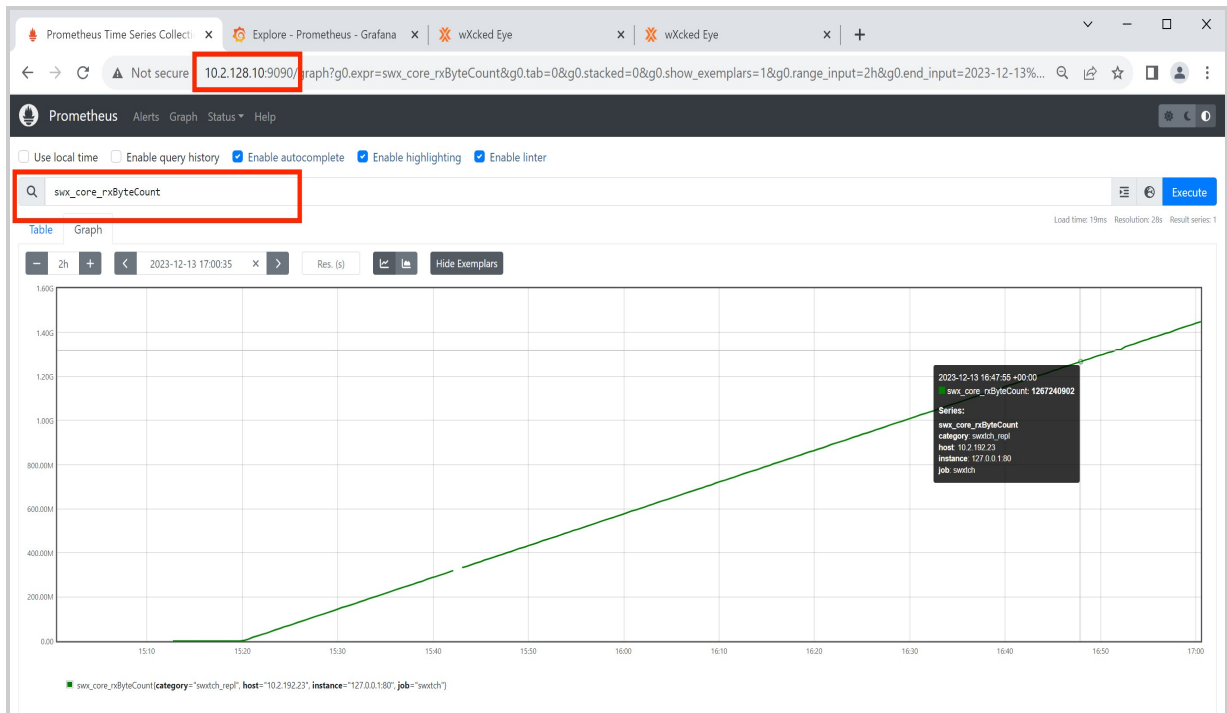 Prometheus Time Series Collecti
Explore - Prometheus - Grafana
wXcked Eye
wXcked Eye
Not secure 10.2.128.10:9090/graph?g0.expr=swx_core_rxByteCount&g0.tab=0&g0.stacked=0&g0.show_exemplars=1&g0.range_input=2h&g0.end_input=2023-12-13%...
Prometheus Alerts Graph Status Help
Use local time Enable query history Enable autocomplete Enable highlighting Enable linter
swx_core_rxByteCount
Execute
Load time: 19ms Resolution: 28s Result series: 1
Table Graph
2h 2023-12-13 17:00:35 Res. (s) Hide Exemplars
1.60G
1.40G
1.20G
1.00G
800.00M
600.00M
400.00M
200.00M
0.00
2023-12-13 16:47:55 +00:00
swx_core_rxByteCount: 1267240902
Series:
swx_core_rxByteCount
category: swxtch_repl
host: 10.2.192.23
instance: 127.0.0.1:80
job: swxtch
15:10 15:20 15:30 15:40 15:50 16:00 16:10 16:20 16:30 16:40 16:50 17:00
swx_core_rxByteCount{category="swxtch_repl", host="10.2.192.23", instance="127.0.0.1:80", job="swxtch"}